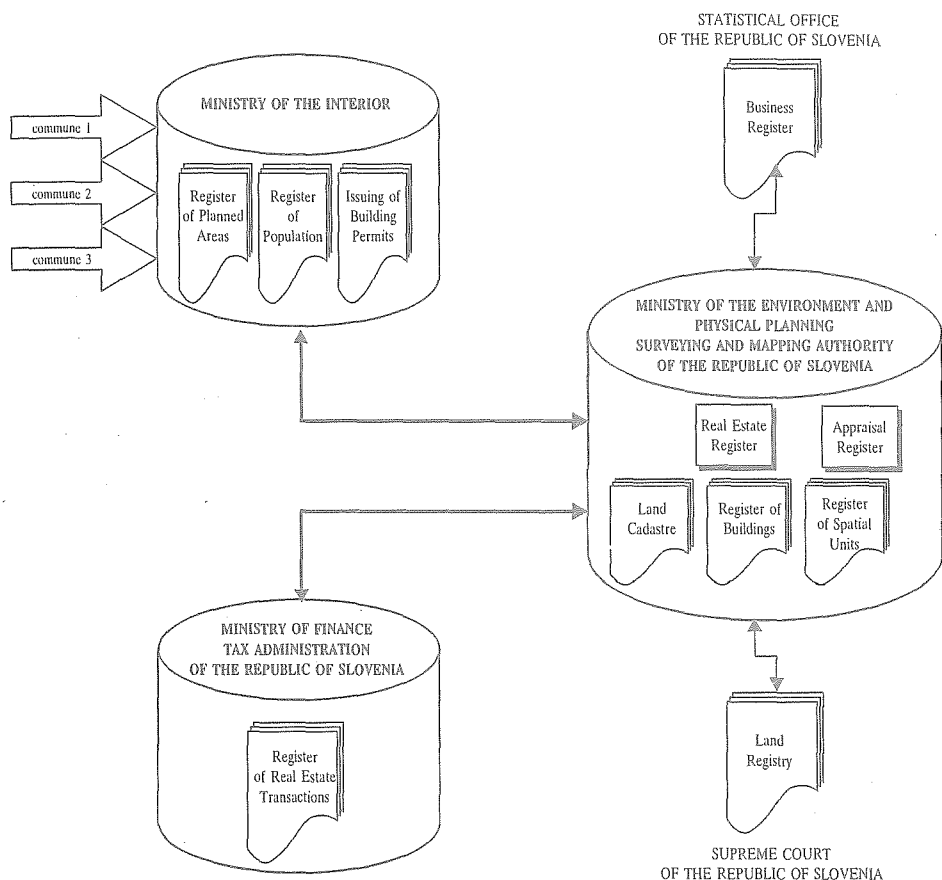 STATISTICAL OFFICE
OF THE REPUBLIC OF SLOVENIA
Business
Register
MINISTRY OF THE INTERIOR
commune 1
commune 2
commune 3
Register
of Planned
Areas
Register
of
Population
Issuing of
Building
Permits
MINISTRY OF THE ENVIRONMENT AND
PHYSICAL PLANNING
SURVEYING AND MAPPING AUTHORITY
OF THE REPUBLIC OF SLOVENIA
Real Estate
Register
Appraisal
Register
Land
Cadastre
Register of
Buildings
Register
of Spatial
Units
MINISTRY OF FINANCE
TAX ADMINISTRATION
OF THE REPUBLIC OF SLOVENIA
Register
of Real Estate
Transactions
Land
Registry
SUPREME COURT
OF THE REPUBLIC OF SLOVENIA